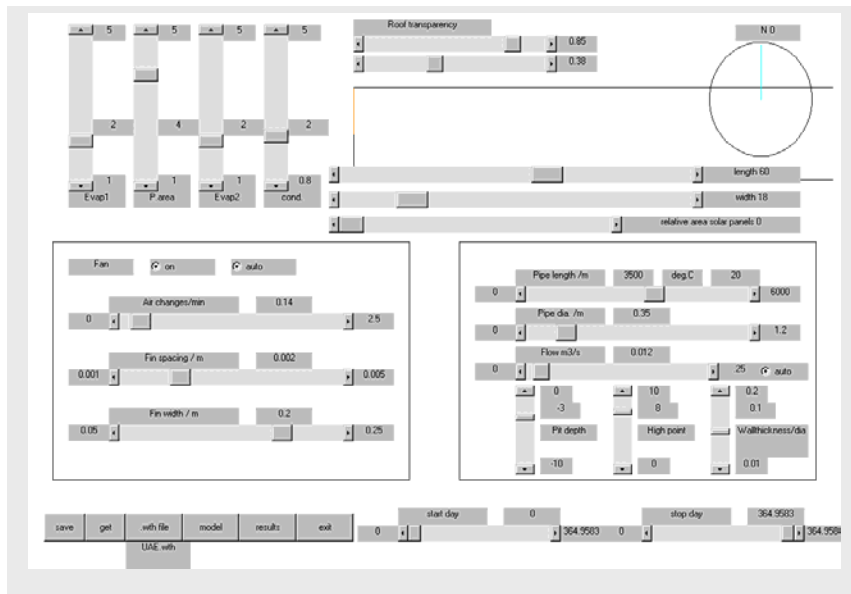 5 5 5 5
2 4 2 2
1 1 1 0.8
Evap1 P.area Evap2 cond.
Roof transparency
0.85
0.38
N 0
length 60
width 18
relative area solar panels 0
Fan on auto
Air changes/min 0.14
0 2.5
Fin spacing / m 0.002
0.001 0.005
Fin width / m 0.2
0.05 0.25
Pipe length /m 3500 deg.C 20
0 6000
Pipe dia. /m 0.35
0 1.2
Flow m3/s 0.012
0 25 auto
0 10 0.2
-3 8 0.1
Pit depth High point Wallthickness/dia
-10 0 0.01
save get .wth file model results exit
UAE.wth
start day 0
0 364.9583
stop day 364.9583
0 364.9584